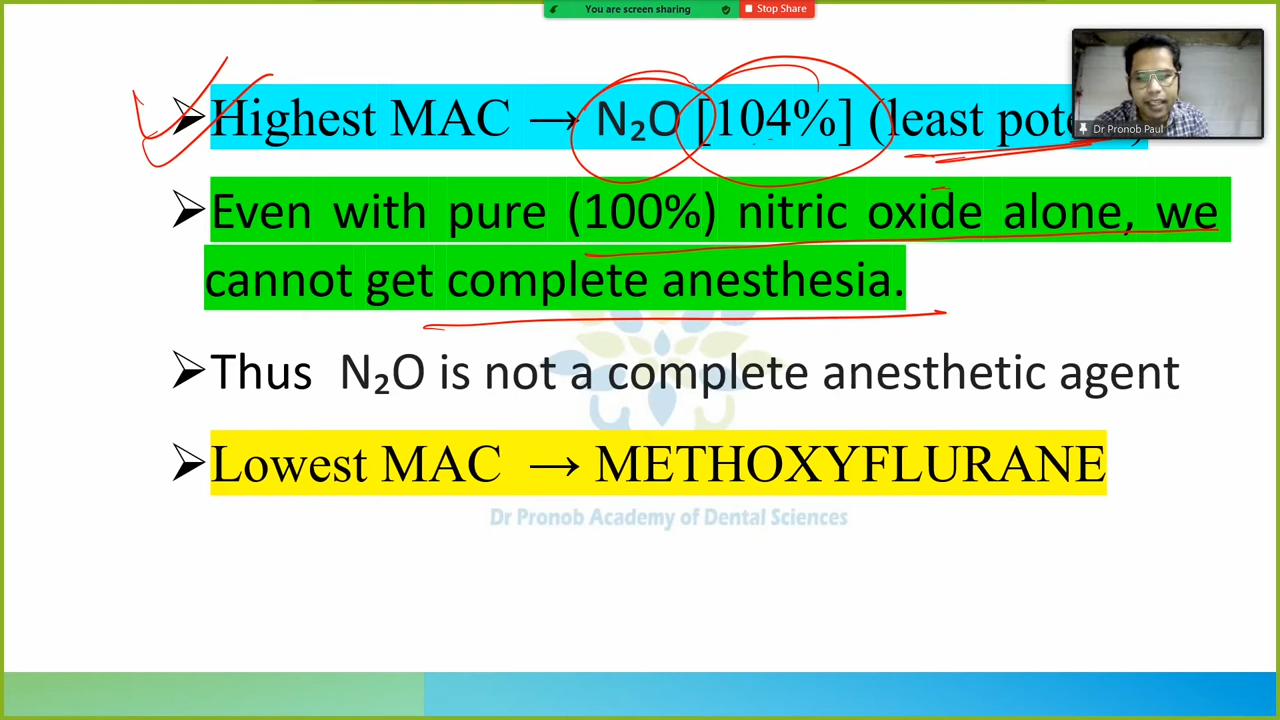 You are screen sharing Stop Share
Highest MAC → N₂O [104%] (least
Dr Pronob Paul
Even with pure (100%) nitric oxide alone, we
cannot get complete anesthesia.
Thus N₂O is not a complete anesthetic agent
Lowest MAC → METHOXYFLURANE
Dr Pronob Academy of Dental Sciences